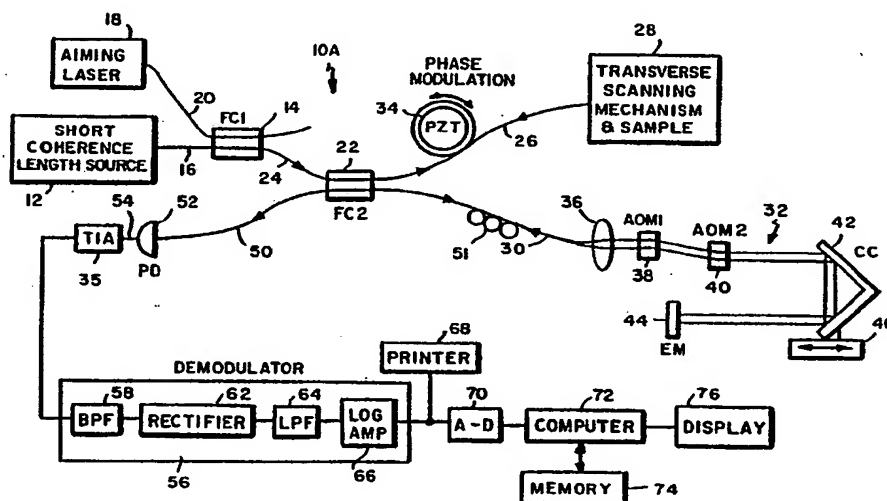 18
AIMING
LASER
20
10A
FC1
14
PHASE
MODULATION
34
PZT
26
28
TRANSVERSE
SCANNING
MECHANISM
& SAMPLE
SHORT
COHERENCE
LENGTH SOURCE
12
16
24
22
FC2
54
52
TIA
35
PD
50
51
30
36
AOM1
38
AOM2
40
32
42
CC
44
EM
46
68
PRINTER
DEMODULATOR
58
BPF
62
RECTIFIER
64
LPF
LOG
AMP
66
56
70
A-D
72
COMPUTER
76
DISPLAY
MEMORY
74